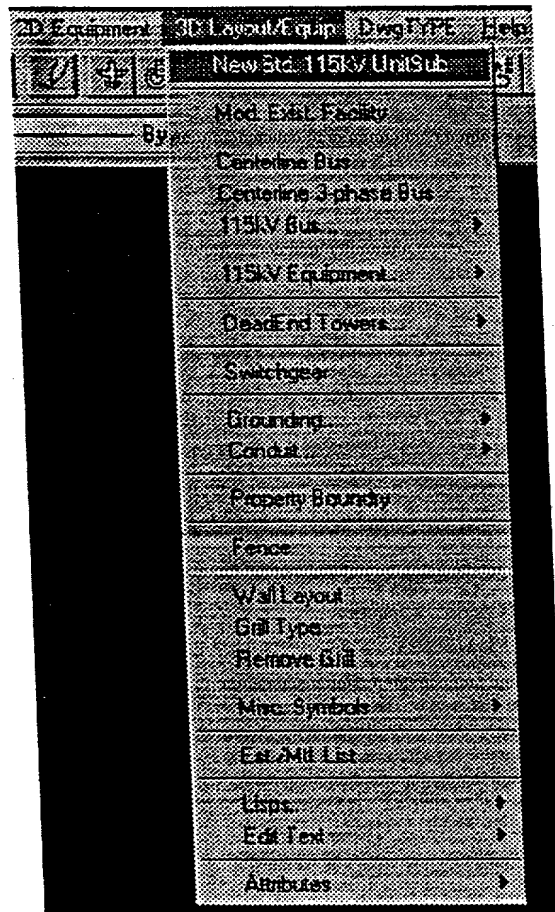 2D Equipment 3D Layout/Equip DwgTYPE Help
New Std. 115kV UnitSub
Mod. Exist. Facility
By
Centerline Bus
Centerline 3-phase Bus
115kV Bus...
115kV Equipment...
DeadEnd Towers...
Switchgear
Grounding...
Conduit...
Property Boundry
Fence
Wall Layout
Grill Type
Remove Grill
Misc. Symbols
Est./Mtl. List
Lisps...
Edit Text
Attributes